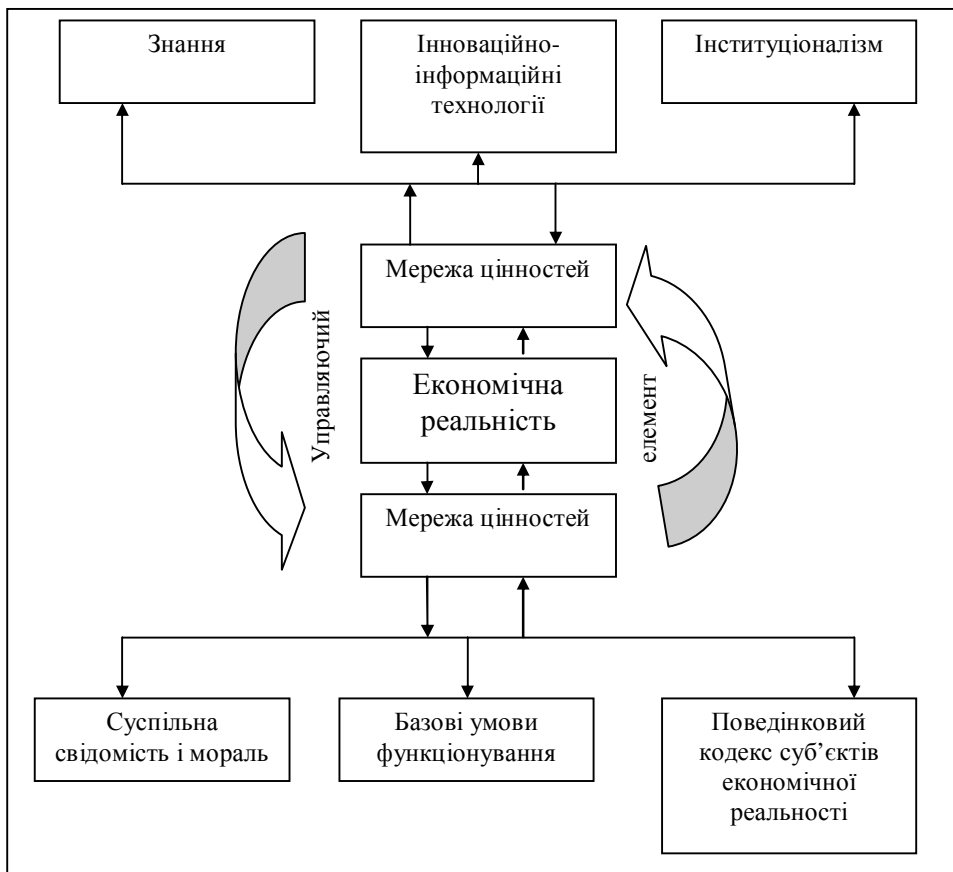 Знання
Інноваційно-
інформаційні
технології
Інституціоналізм
Мережа цінностей
Управляючий
Економічна
реальність
елемент
Мережа цінностей
Суспільна
свідомість і мораль
Базові умови
функціонування
Поведінковий
кодекс суб’єктів
економічної
реальності